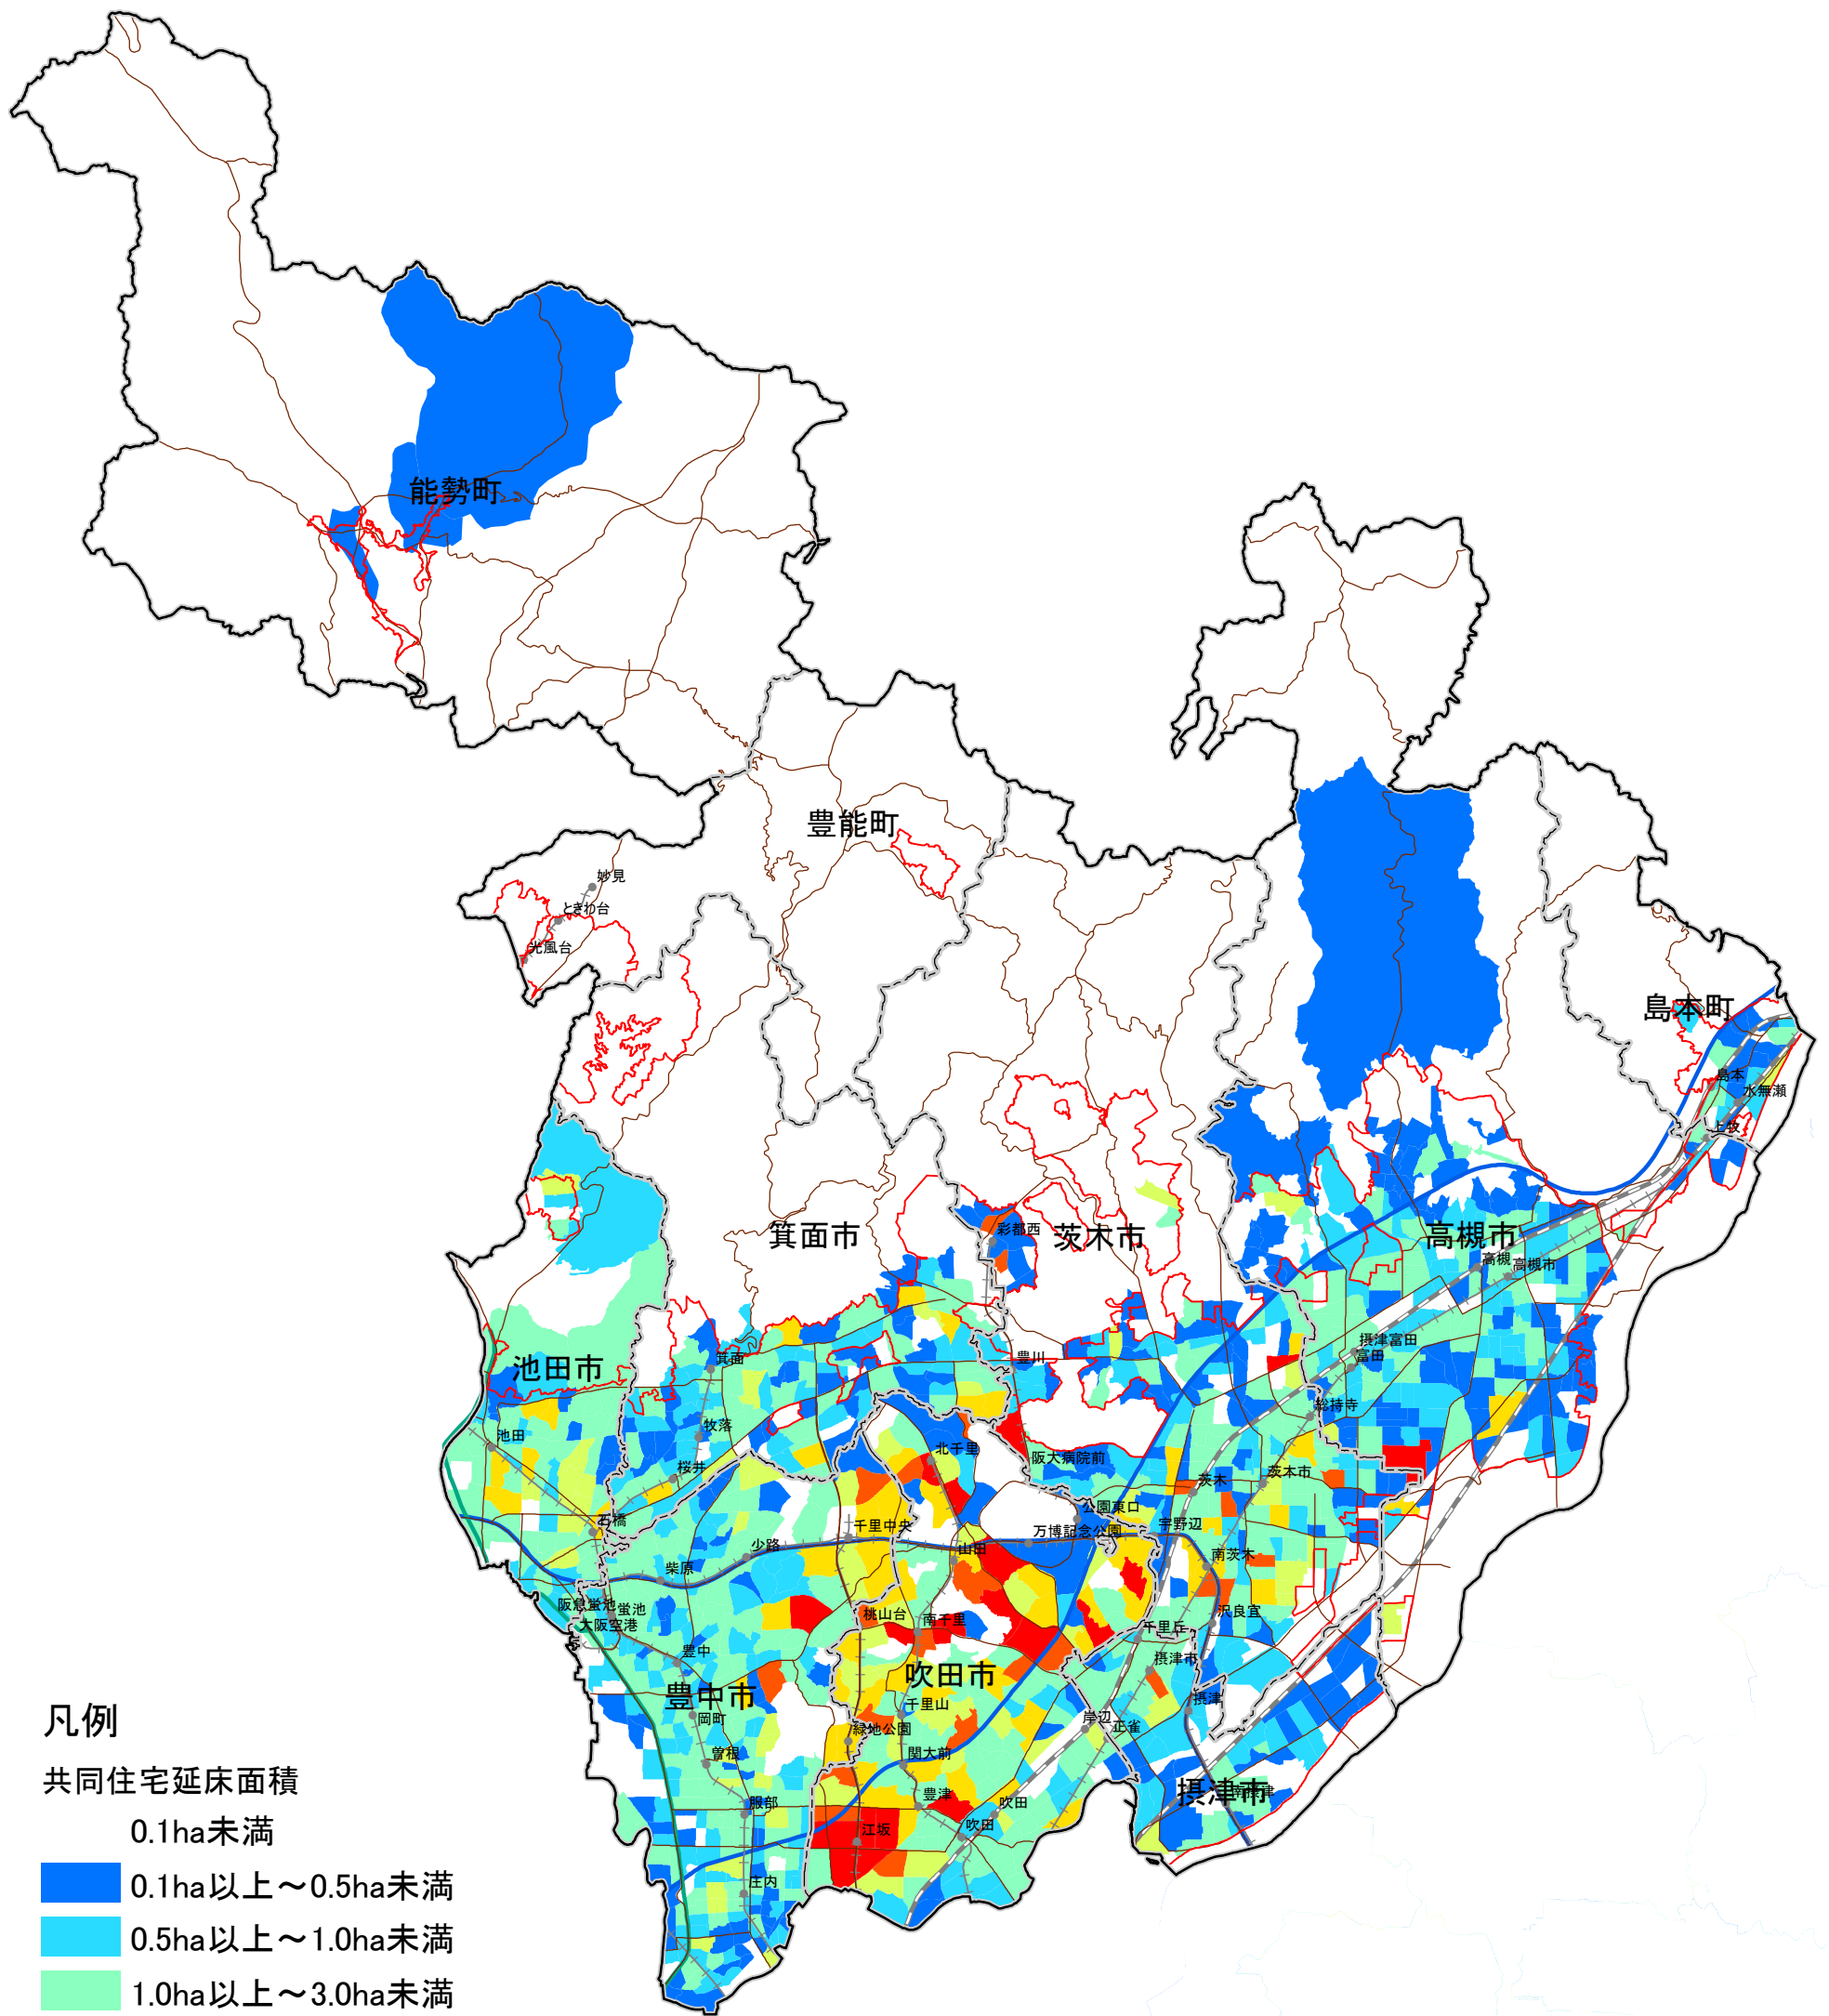 能勢町
豊能町
妙見
ときわ台
光風台
島本町
島本
水無瀬
上牧
箕面市
彩都西
茨木市
高槻市
高槻
高槻市
摂津富田
富田
池田市
箕面
豊川
総持寺
牧落
池田
北千里
阪大病院前
桜井
茨木
茨木市
公園東口
石橋
千里中央
万博記念公園
宇野辺
少路
山田
南茨木
柴原
阪急蛍池
蛍池
大阪空港
桃山台
南千里
沢良宜
千里丘
豊中
摂津市
吹田市
豊中市
摂津
千里山
岡町
緑地公園
岸辺
正雀
曽根
関大前
摂津市
南摂津
服部
豊津
吹田
江坂
吹田
庄内
凡例
共同住宅延床面積
0.1ha未満
0.1ha以上～0.5ha未満
0.5ha以上～1.0ha未満
1.0ha以上～3.0ha未満